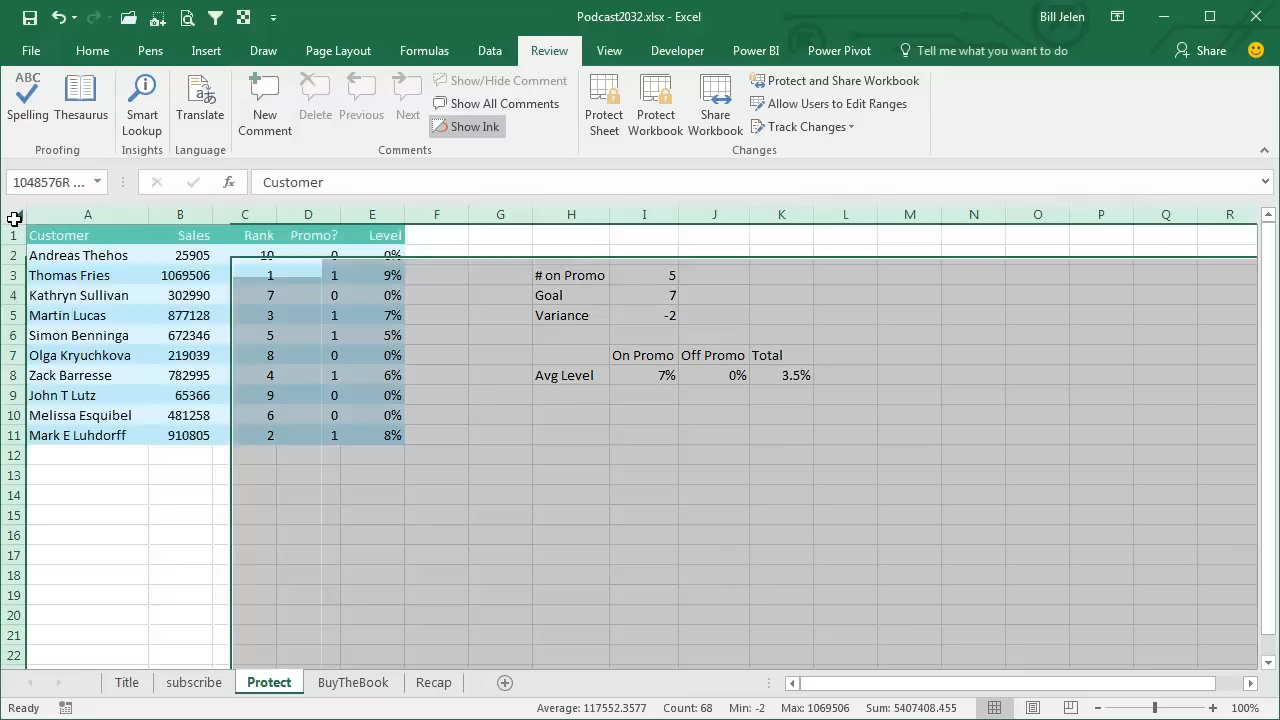 Podcast2032.xlsx - Excel
Bill Jelen
File Home Pens Insert Draw Page Layout Formulas Data Review View Developer Power BI Power Pivot Tell me what you want to do Share
ABC
Spelling Thesaurus
Proofing
Smart Lookup
Insights
Translate
Language
New Comment
Delete Previous Next
Show/Hide Comment
Show All Comments
Show Ink
Comments
Protect Sheet
Protect Workbook
Share Workbook
Protect and Share Workbook
Allow Users to Edit Ranges
Track Changes
Changes
1048576R ... fx Customer
A B C D E F G H I J K L M N O P Q R
1 Customer Sales Rank Promo? Level
2 Andreas Thehos 25905 10 0 0%
3 Thomas Fries 1069506 1 1 9% # on Promo 5
4 Kathryn Sullivan 302990 7 0 0% Goal 7
5 Martin Lucas 877128 3 1 7% Variance -2
6 Simon Benninga 672346 5 1 5%
7 Olga Kryuchkova 219039 8 0 0% On Promo Off Promo Total
8 Zack Barresse 782995 4 1 6% Avg Level 7% 0% 3.5%
9 John T Lutz 65366 9 0 0%
10 Melissa Esquibel 481258 6 0 0%
11 Mark E Luhdorff 910805 2 1 8%
12
13
14
15
16
17
18
19
20
21
22
Title subscribe Protect BuyTheBook Recap
Ready Average: 117552.3577 Count: 68 Min: -2 Max: 1069506 Sum: 5407408.455 100%